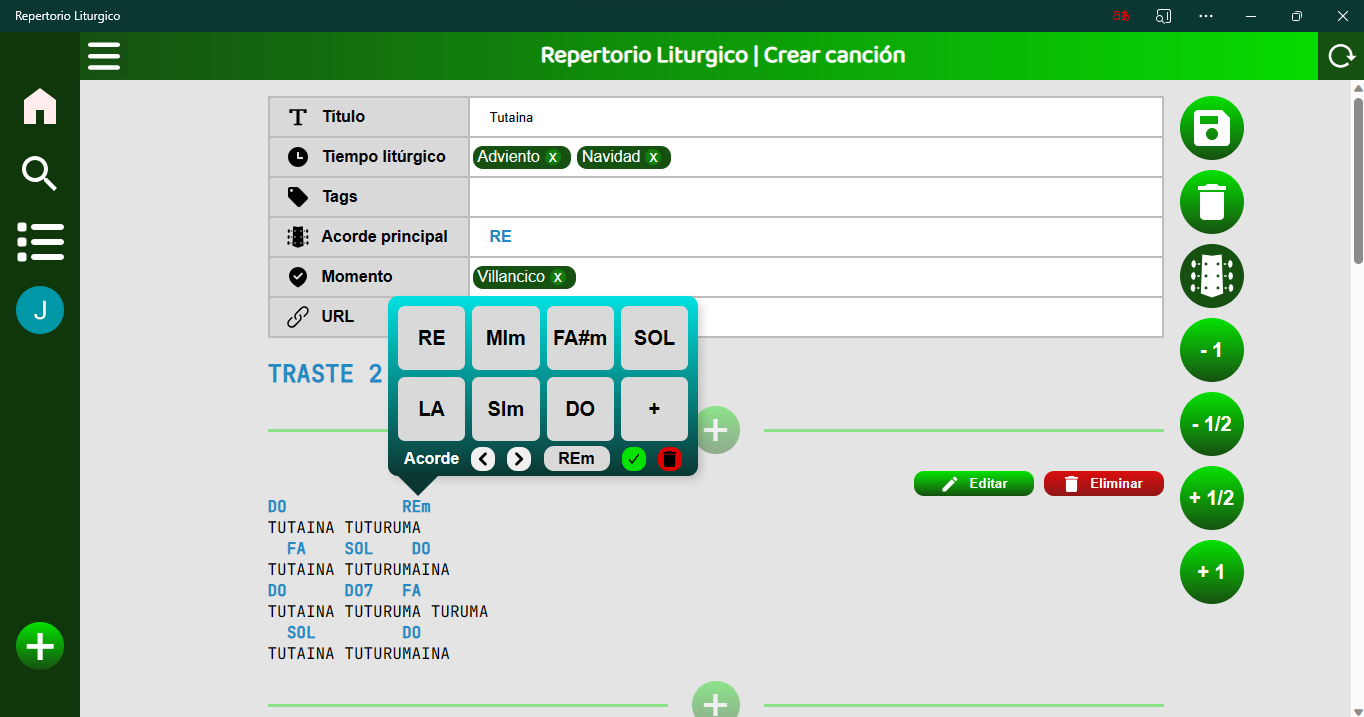 Repertorio Liturgico
Repertorio Liturgico | Crear canción
J
Título Tutaina
Tiempo litúrgico Adviento x Navidad x
Tags
Acorde principal RE
Momento Villancico x
URL
RE MIm FA#m SOL
LA SIm DO +
Acorde REm
TRASTE 2
Editar Eliminar
DO REm
TUTAINA TUTURUMA
FA SOL DO
TUTAINA TUTURUMAINA
DO DO7 FA
TUTAINA TUTURUMA TURUMA
SOL DO
TUTAINA TUTURUMAINA
- 1
- 1/2
+ 1/2
+ 1